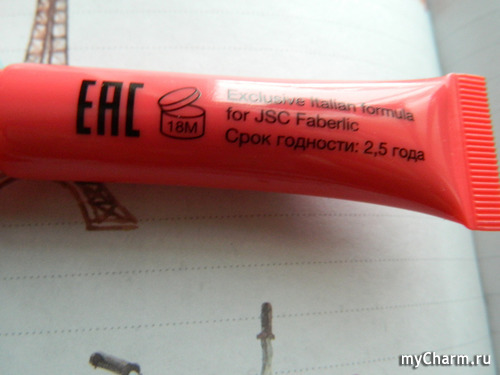 EAC
18M
Exclusive Italian formula
for JSC Faberlic
Срок годности: 2,5 года
myCharm.ru